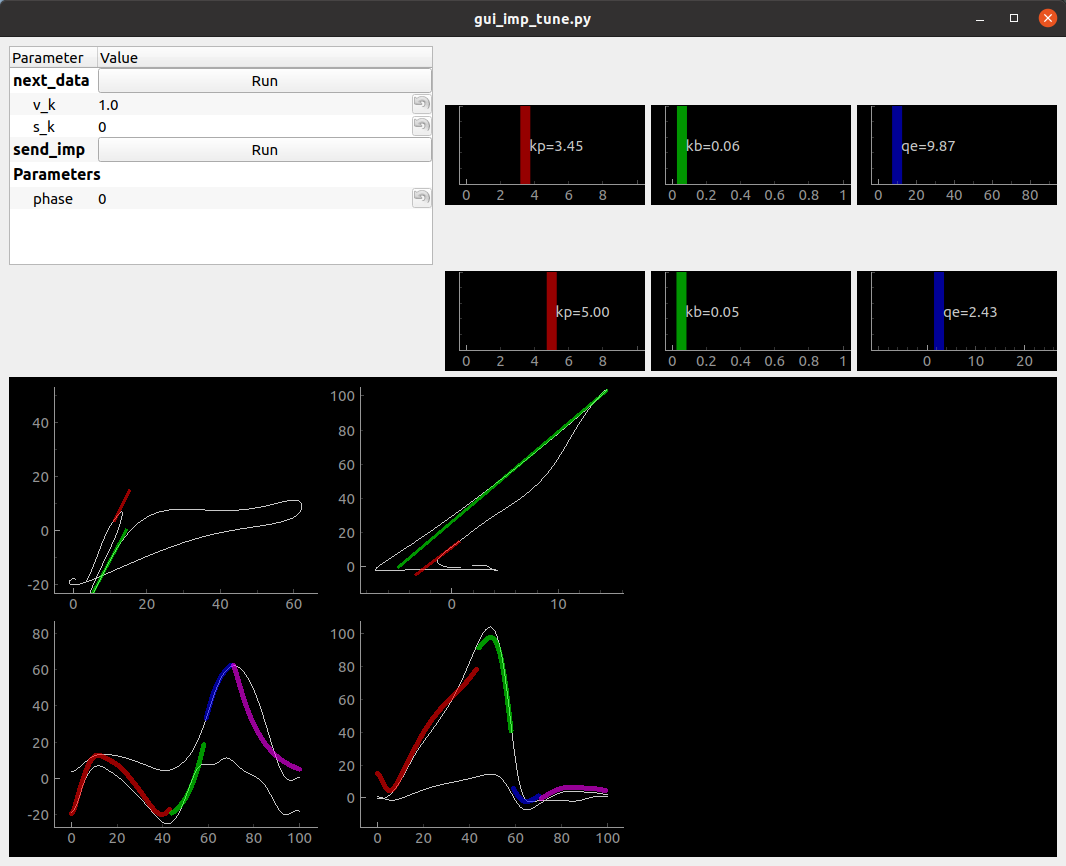 gui_imp_tune.py
Parameter Value
next_data Run
v_k 1.0
s_k 0
send_imp Run
Parameters
phase 0
kp=3.45
0 2 4 6 8
kb=0.06
0 0.2 0.4 0.6 0.8 1
qe=9.87
0 20 40 60 80
kp=5.00
0 2 4 6 8
kb=0.05
0 0.2 0.4 0.6 0.8 1
qe=2.43
0 10 20
40
20
0
-20
0 20 40 60
100
80
60
40
20
0
0 10
80
60
40
20
0
-20
0 20 40 60 80 100
100
80
60
40
20
0
0 20 40 60 80 100